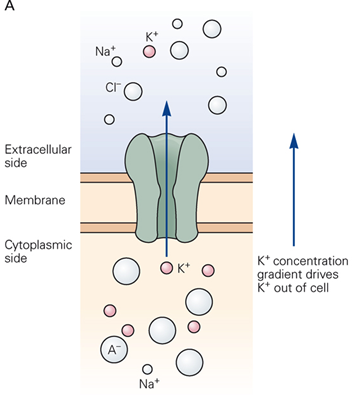 A
K⁺
Na⁺
Cl⁻
Extracellular
side
Membrane
Cytoplasmic
side
K⁺
K⁺ concentration
gradient drives
K⁺ out of cell
A⁻
Na⁺